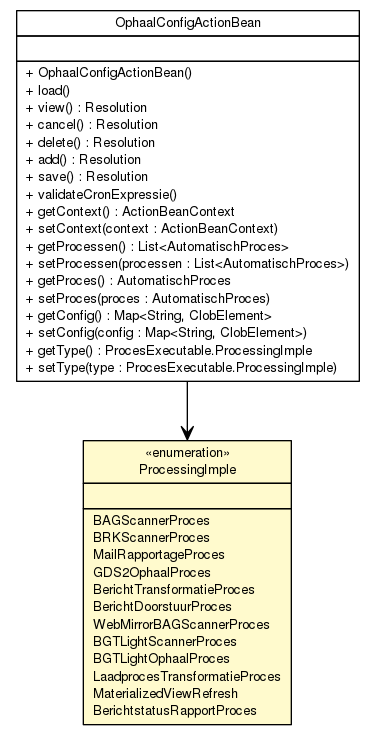 OphaalConfigActionBean
+ OphaalConfigActionBean()
+ load()
+ view() : Resolution
+ cancel() : Resolution
+ delete() : Resolution
+ add() : Resolution
+ save() : Resolution
+ validateCronExpressie()
+ getContext() : ActionBeanContext
+ setContext(context : ActionBeanContext)
+ getProcessen() : List<AutomatischProces>
+ setProcessen(processen : List<AutomatischProces>)
+ getProces() : AutomatischProces
+ setProces(proces : AutomatischProces)
+ getConfig() : Map<String, ClobElement>
+ setConfig(config : Map<String, ClobElement>)
+ getType() : ProcesExecutable.ProcessingImple
+ setType(type : ProcesExecutable.ProcessingImple)
«enumeration»
ProcessingImple
BAGScannerProces
BRKScannerProces
MailRapportageProces
GDS2OphaalProces
BerichtTransformatieProces
BerichtDoorstuurProces
WebMirrorBAGScannerProces
BGTLightScannerProces
BGTLightOphaalProces
LaadprocesTransformatieProces
MaterializedViewRefresh
BerichtstatusRapportProces